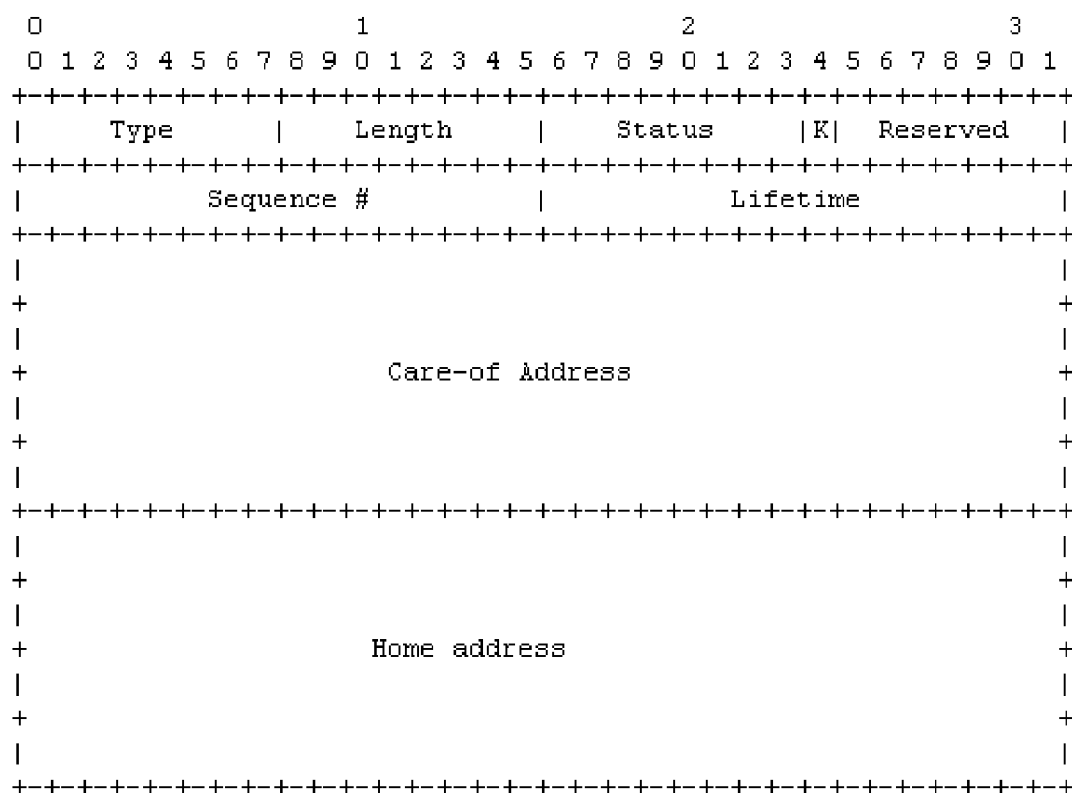 0                   1                   2                   3
 0 1 2 3 4 5 6 7 8 9 0 1 2 3 4 5 6 7 8 9 0 1 2 3 4 5 6 7 8 9 0 1
+-+-+-+-+-+-+-+-+-+-+-+-+-+-+-+-+-+-+-+-+-+-+-+-+-+-+-+-+-+-+-+-+
|     Type      |    Length     |    Status     |K|  Reserved   |
+-+-+-+-+-+-+-+-+-+-+-+-+-+-+-+-+-+-+-+-+-+-+-+-+-+-+-+-+-+-+-+-+
|           Sequence #          |           Lifetime            |
+-+-+-+-+-+-+-+-+-+-+-+-+-+-+-+-+-+-+-+-+-+-+-+-+-+-+-+-+-+-+-+-+
|                                                               |
+                                                               +
|                                                               |
+                      Care-of Address                          +
|                                                               |
+                                                               +
|                                                               |
+-+-+-+-+-+-+-+-+-+-+-+-+-+-+-+-+-+-+-+-+-+-+-+-+-+-+-+-+-+-+-+-+
|                                                               |
+                                                               +
|                                                               |
+                     Home address                              +
|                                                               |
+                                                               +
|                                                               |
+-+-+-+-+-+-+-+-+-+-+-+-+-+-+-+-+-+-+-+-+-+-+-+-+-+-+-+-+-+-+-+-+